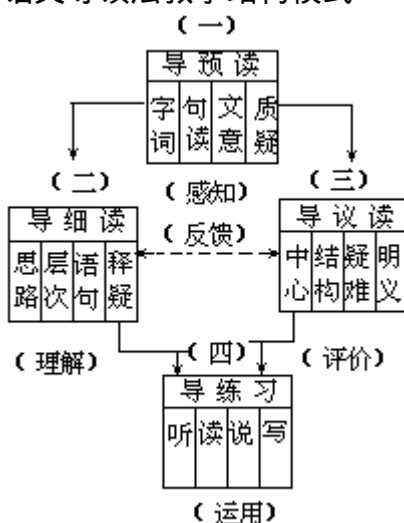 语文导读法教学结构模式
(一)
导预读
字词 句读 文意 质疑
(感知)
(二)
(三)
导细读
思路 层次 语句 释疑
(反馈)
导议读
中心 结构 疑难 明义
(理解)
(评价)
(四)
导练习
听 读 说 写
(运用)